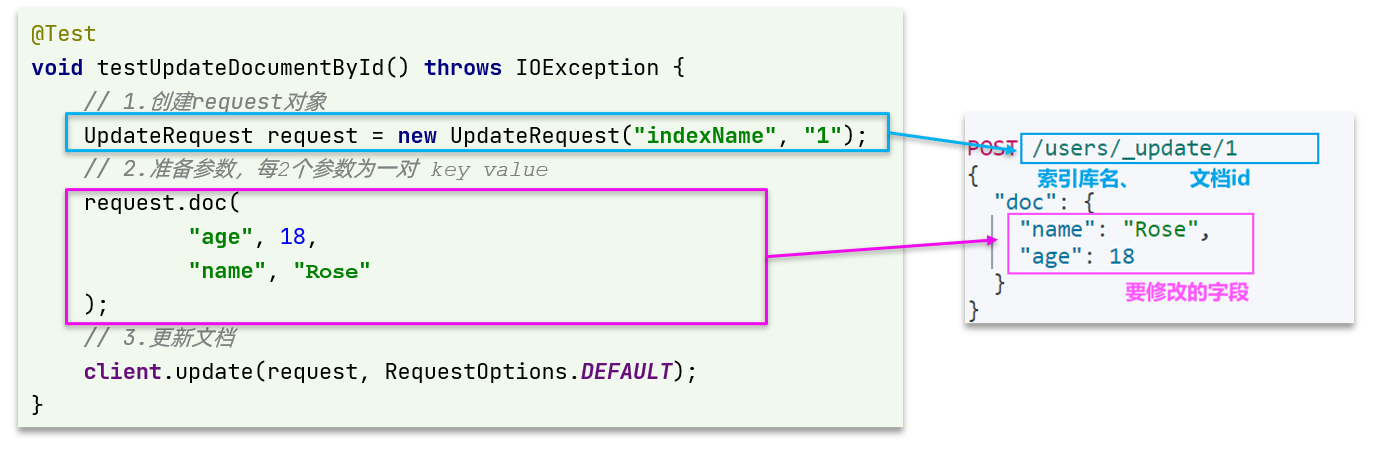 @Test
void testUpdateDocumentById() throws IOException {
// 1.创建request对象
UpdateRequest request = new UpdateRequest("indexName", "1");
// 2.准备参数，每2个参数为一对 key value
request.doc(
"age", 18,
"name", "Rose"
);
// 3.更新文档
client.update(request, RequestOptions.DEFAULT);
}
POST /users/_update/1
{ 索引库名、 文档id
"doc": {
"name": "Rose",
"age": 18
}
要修改的字段
}